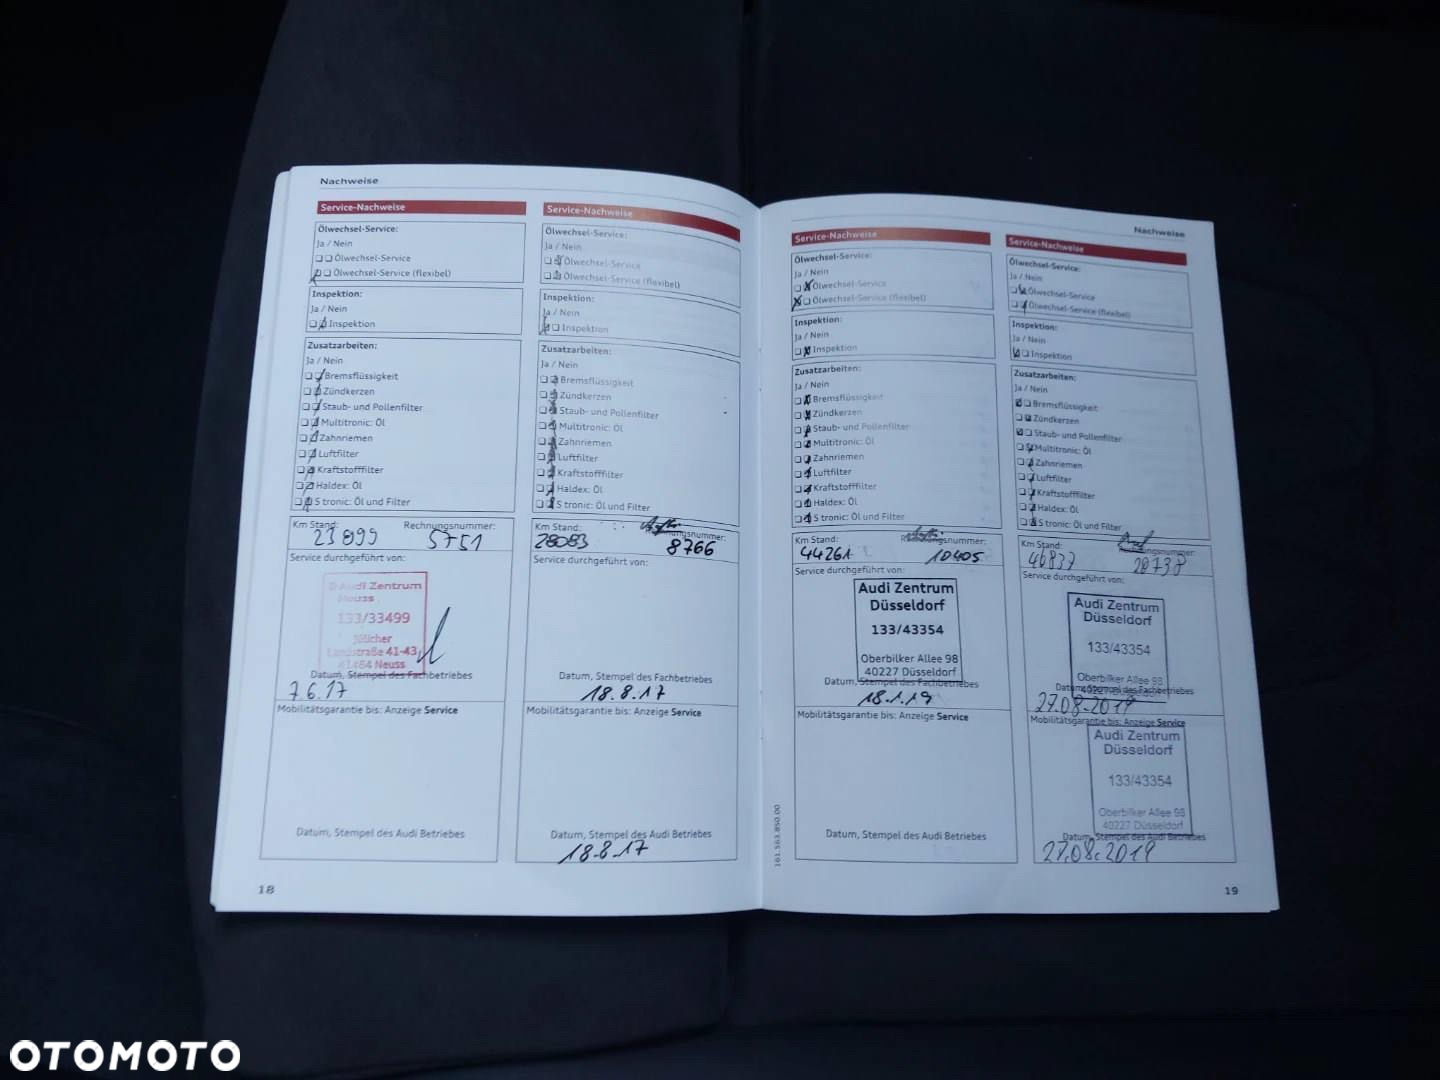 Nachweise
Service-Nachweise
Ölwechsel-Service:
Ja / Nein
Ölwechsel-Service
Ölwechsel-Service (flexibel)
Inspektion:
Ja / Nein
Inspektion
Zusatzarbeiten:
Ja / Nein
Bremsflüssigkeit
Zündkerzen
Staub- und Pollenfilter
Multitronic: Öl
Zahnriemen
Luftfilter
Kraftstofffilter
Haldex: Öl
S tronic: Öl und Filter
Km Stand: Rechnungsnummer:
23899 5751
Service durchgeführt von:
Audi Zentrum
Neuss
133/33499
Jülicher
Landstraße 41-43
41464 Neuss
Datum, Stempel des Fachbetriebes
7.6.17
Mobilitätsgarantie bis: Anzeige Service
Datum, Stempel des Audi Betriebes
18
Service-Nachweise
Ölwechsel-Service:
Ja / Nein
Ölwechsel-Service
Ölwechsel-Service (flexibel)
Inspektion:
Ja / Nein
Inspektion
Zusatzarbeiten:
Ja / Nein
Bremsflüssigkeit
Zündkerzen
Staub- und Pollenfilter
Multitronic: Öl
Zahnriemen
Luftfilter
Kraftstofffilter
Haldex: Öl
S tronic: Öl und Filter
Km Stand:
28083 8766
Service durchgeführt von:
Datum, Stempel des Fachbetriebes
18.8.17
Mobilitätsgarantie bis: Anzeige Service
Datum, Stempel des Audi Betriebes
18.8.17
Nachweise
Service-Nachweise
Ölwechsel-Service:
Ja / Nein
Ölwechsel-Service
Ölwechsel-Service (flexibel)
Inspektion:
Ja / Nein
Inspektion
Zusatzarbeiten:
Ja / Nein
Bremsflüssigkeit
Zündkerzen
Staub- und Pollenfilter
Multitronic: Öl
Zahnriemen
Luftfilter
Kraftstofffilter
Haldex: Öl
S tronic: Öl und Filter
Km Stand:
44261 10405
Service durchgeführt von:
Audi Zentrum
Düsseldorf
133/43354
Oberbilker Allee 98
40227 Düsseldorf
Datum, Stempel des Fachbetriebes
18.1.19
Mobilitätsgarantie bis: Anzeige Service
Datum, Stempel des Audi Betriebes
161.563.850.00
Service-Nachweise
Ölwechsel-Service:
Ja / Nein
Ölwechsel-Service
Ölwechsel-Service (flexibel)
Inspektion:
Ja / Nein
Inspektion
Zusatzarbeiten:
Ja / Nein
Bremsflüssigkeit
Zündkerzen
Staub- und Pollenfilter
Multitronic: Öl
Zahnriemen
Luftfilter
Kraftstofffilter
Haldex: Öl
S tronic: Öl und Filter
Km Stand:
46837 20738
Service durchgeführt von:
Audi Zentrum
Düsseldorf
133/43354
Oberbilker Allee 98
40227 Düsseldorf
Datum, Stempel des Fachbetriebes
27.08.2019
Mobilitätsgarantie bis: Anzeige Service
Audi Zentrum
Düsseldorf
133/43354
Oberbilker Allee 98
40227 Düsseldorf
Datum, Stempel des Audi Betriebes
27.08.2019
19
OTOMOTO